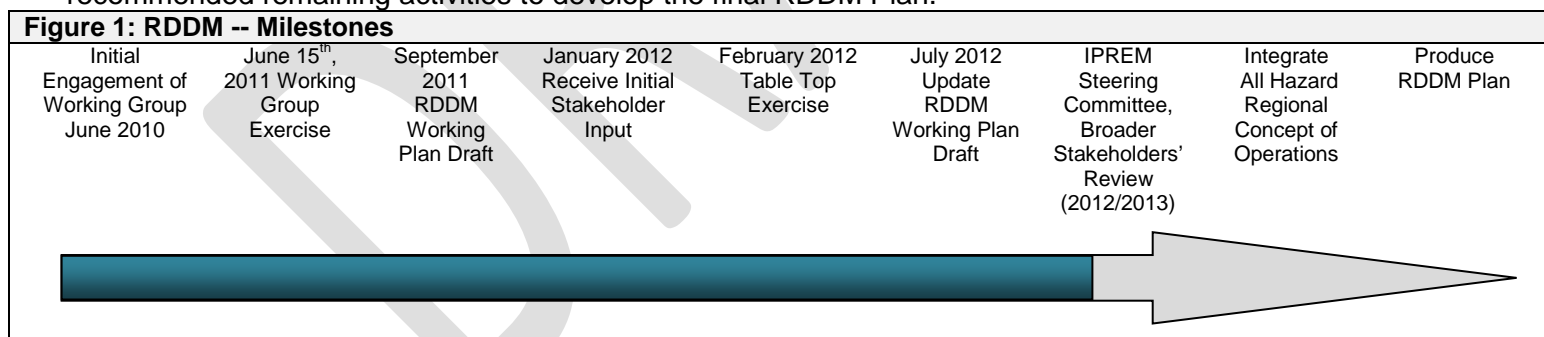 recommended remaining activities to develop the final RDDM Plan.
Figure 1: RDDM -- Milestones
Initial
Engagement of
Working Group
June 2010
June 15th,
2011 Working
Group
Exercise
September
2011
RDDM
Working
Plan Draft
January 2012
Receive Initial
Stakeholder
Input
February 2012
Table Top
Exercise
July 2012
Update
RDDM
Working Plan
Draft
IPREM
Steering
Committee,
Broader
Stakeholders'
Review
(2012/2013)
Integrate
All Hazard
Regional
Concept of
Operations
Produce
RDDM Plan